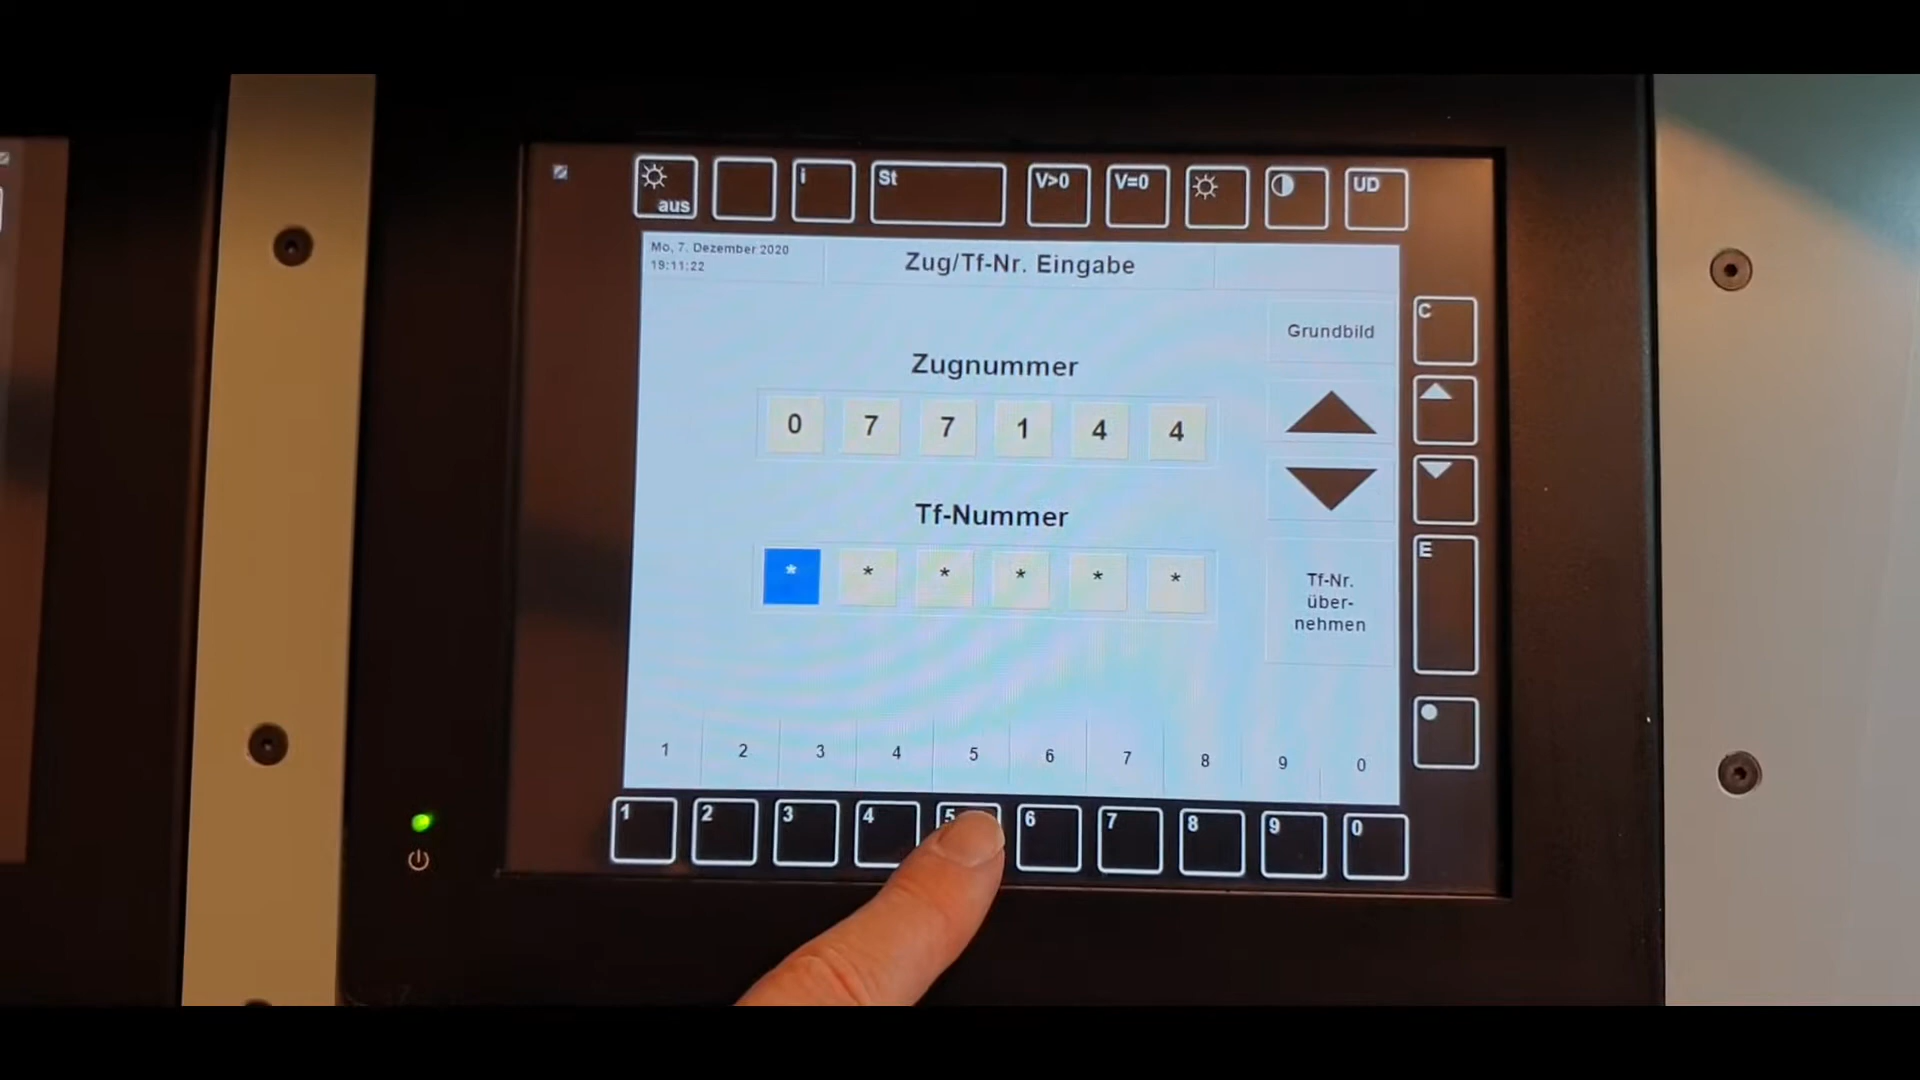 aus i St V>0 V=0 UD
Mo, 7. Dezember 2020
19:11:22
Zug/Tf-Nr. Eingabe
C
Grundbild
Zugnummer
0 7 7 1 4 4
Tf-Nummer
* * * * * *
E
Tf-Nr.
über-
nehmen
1 2 3 4 5 6 7 8 9 0
1 2 3 4 5 6 7 8 9 0